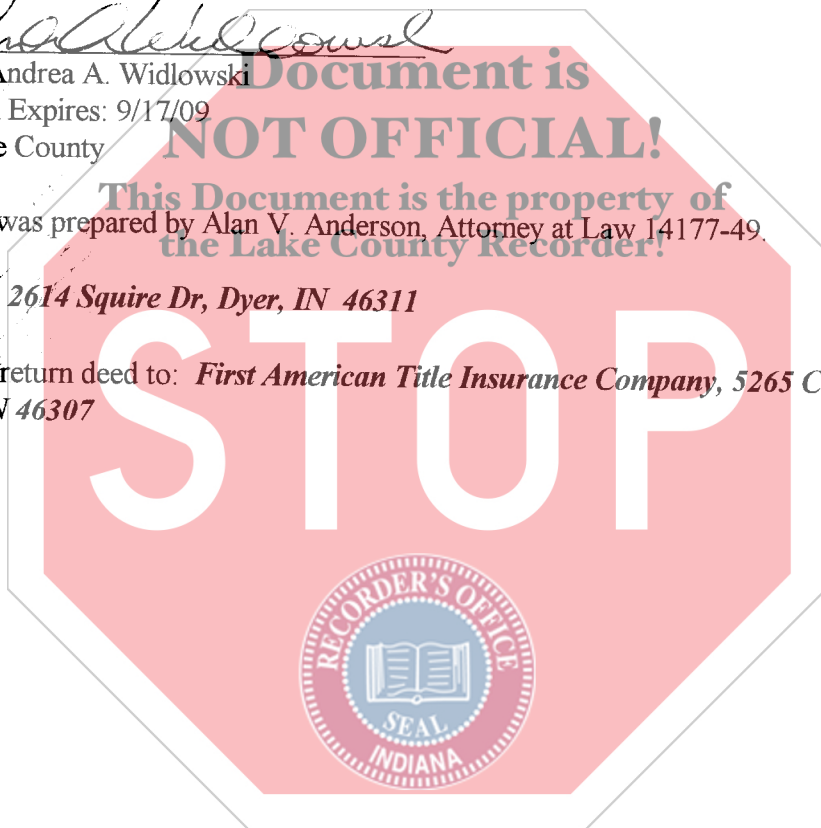 Andrea A. Widlowski
Document is
Expires: 9/17/09
NOT OFFICIAL!
County
This Document is the property of
was prepared by Alan V. Anderson, Attorney at Law 14177-49.
the Lake County Recorder!
2614 Squire Dr, Dyer, IN 46311
return deed to: First American Title Insurance Company, 5265 C
46307
STOP
RECORDER'S OFFICE
SEAL
INDIANA